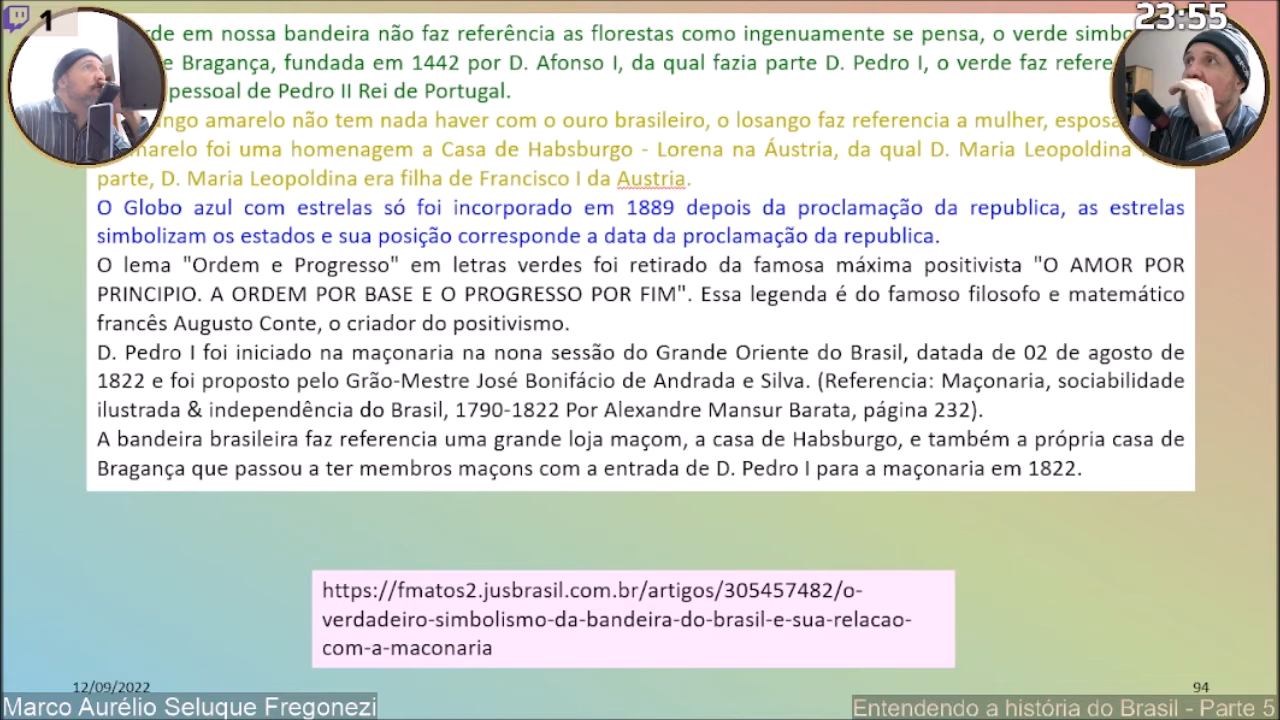 1
23:55
em nossa bandeira não faz referência as florestas como ingenuamente se pensa, o verde
e Bragança, fundada em 1442 por D. Afonso I, da qual fazia parte D. Pedro I, o verde faz
pessoal de Pedro II Rei de Portugal.
amarelo não tem nada haver com o ouro brasileiro, o losango faz referencia a mulher,
foi uma homenagem a Casa de Habsburgo - Lorena na Áustria, da qual D. Maria Leopoldina
parte, D. Maria Leopoldina era filha de Francisco I da Austria.
O Globo azul com estrelas só foi incorporado em 1889 depois da proclamação da republica, as estrelas
simbolizam os estados e sua posição corresponde a data da proclamação da republica.
O lema "Ordem e Progresso" em letras verdes foi retirado da famosa máxima positivista "O AMOR POR
PRINCIPIO. A ORDEM POR BASE E O PROGRESSO POR FIM". Essa legenda é do famoso filosofo e matemático
francês Augusto Conte, o criador do positivismo.
D. Pedro I foi iniciado na maçonaria na nona sessão do Grande Oriente do Brasil, datada de 02 de agosto de
1822 e foi proposto pelo Grão-Mestre José Bonifácio de Andrada e Silva. (Referencia: Maçonaria, sociabilidade
ilustrada & independência do Brasil, 1790-1822 Por Alexandre Mansur Barata, página 232).
A bandeira brasileira faz referencia uma grande loja maçom, a casa de Habsburgo, e também a própria casa de
Bragança que passou a ter membros maçons com a entrada de D. Pedro I para a maçonaria em 1822.
https://fmatos2.jusbrasil.com.br/artigos/305457482/o-
verdadeiro-simbolismo-da-bandeira-do-brasil-e-sua-relacao-
com-a-maconaria
12/09/2022
94
Marco Aurélio Seluque Fregonezi
Entendendo a história do Brasil - Parte 5